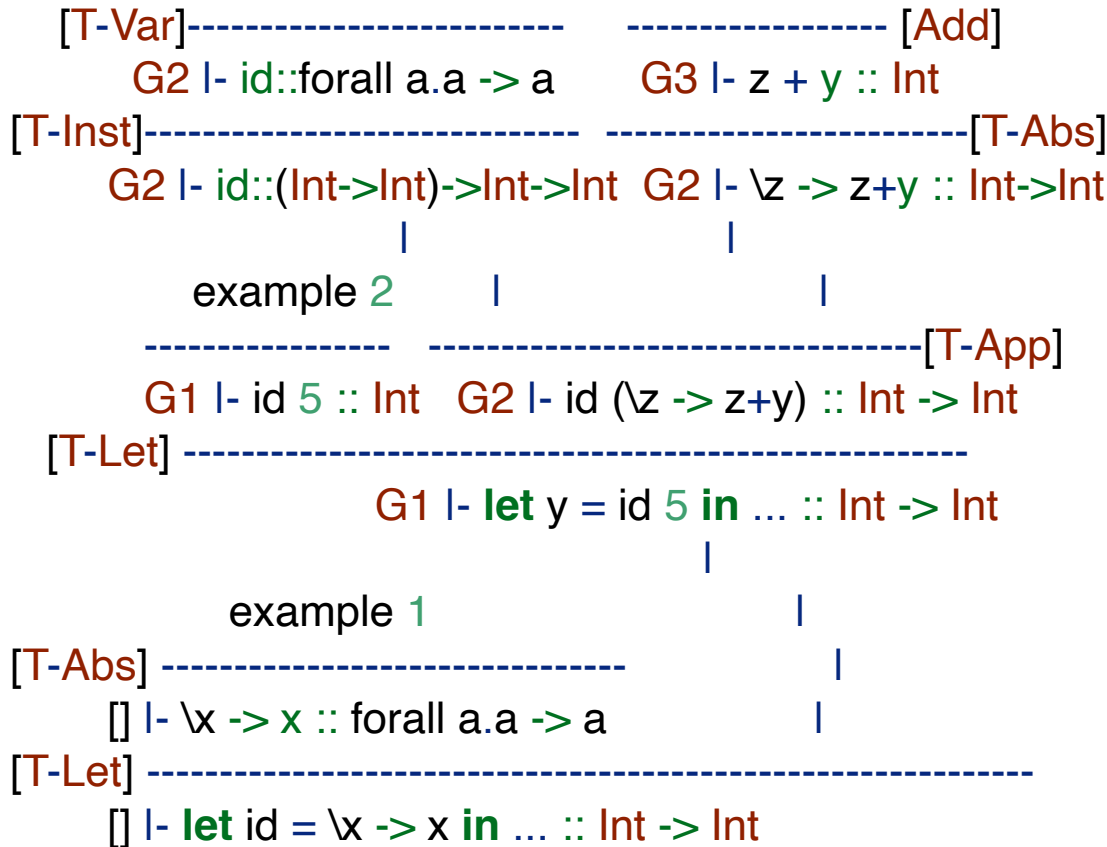 [T-Var]-------------------------- ------------------ [Add]
G2 |- id::forall a.a -> a G3 |- z + y :: Int
[T-Inst]------------------------------ -------------------------[T-Abs]
G2 |- id::(Int->Int)->Int->Int G2 |- \z -> z+y :: Int->Int
| |
example 2 | |
----------------- ----------------------------------[T-App]
G1 |- id 5 :: Int G2 |- id (\z -> z+y) :: Int -> Int
[T-Let] ------------------------------------------------------
G1 |- let y = id 5 in ... :: Int -> Int
|
example 1 |
[T-Abs] -------------------------------- |
[] |- \x -> x :: forall a.a -> a |
[T-Let] -------------------------------------------------------------
[] |- let id = \x -> x in ... :: Int -> Int